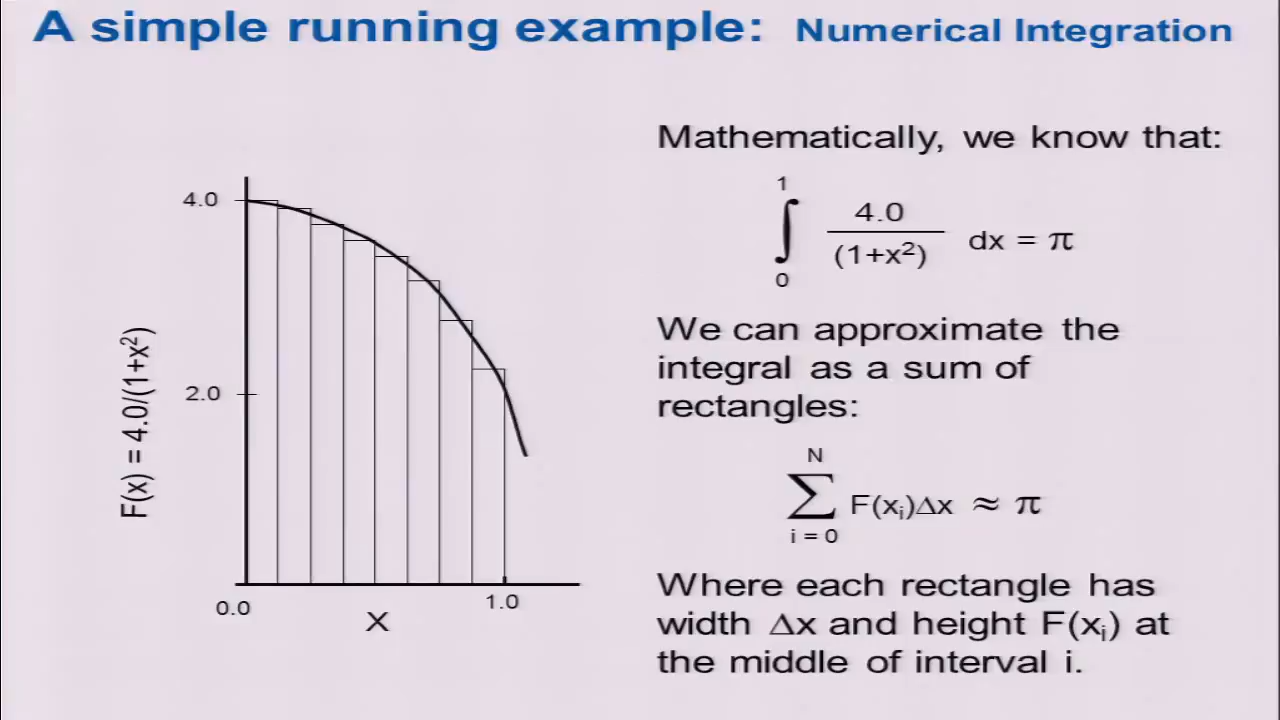 A simple running example: Numerical Integration
Mathematically, we know that:
1
∫ 4.0 / (1+x²) dx = π
0
We can approximate the
integral as a sum of
rectangles:
N
∑ F(xᵢ)Δx ≈ π
i = 0
Where each rectangle has
width Δx and height F(xᵢ) at
the middle of interval i.
F(x) = 4.0/(1+x²)
4.0
2.0
0.0
1.0
X